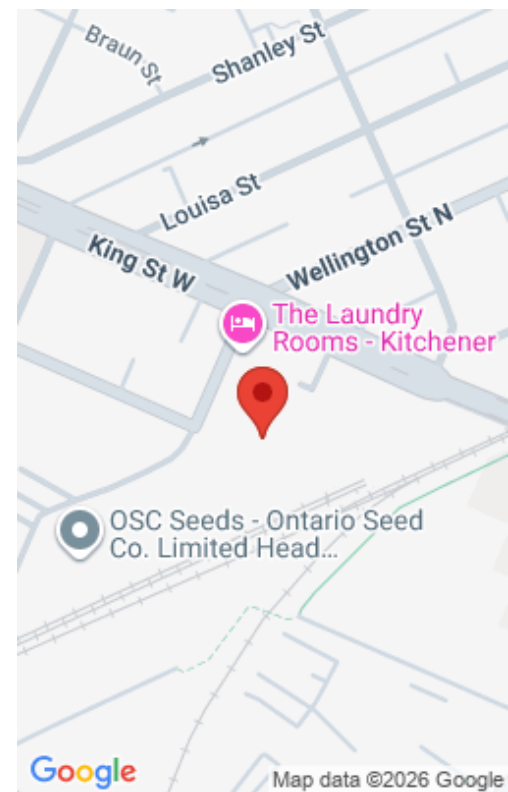 Braun St
Shanley St
Louisa St
King St W
Wellington St N
The Laundry
Rooms - Kitchener
OSC Seeds - Ontario Seed
Co. Limited Head...
Google
Map data ©2026 Google